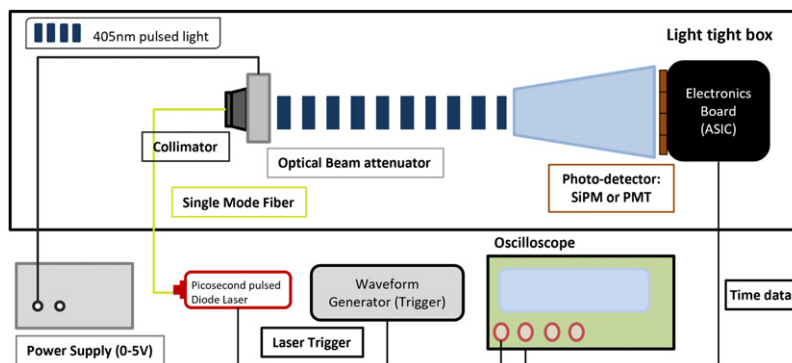 405nm pulsed light
Light tight box
Electronics
Board
(ASIC)
Collimator
Optical Beam attenuator
Single Mode Fiber
Photo-detector:
SiPM or PMT
Oscilloscope
Picosecond pulsed
Diode Laser
Waveform
Generator (Trigger)
Time data
Power Supply (0-5V)
Laser Trigger